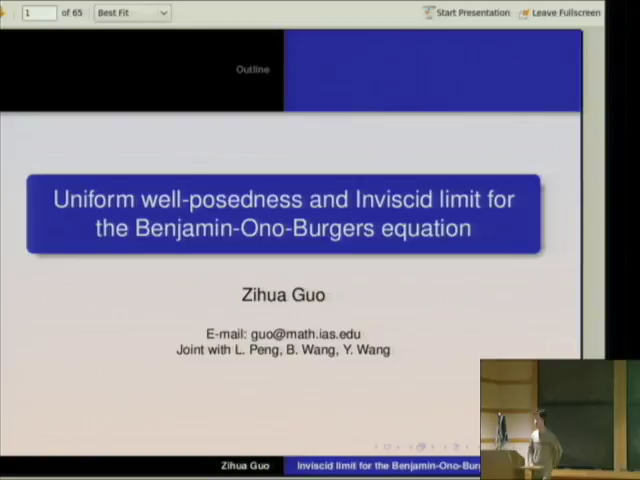 1 of 65 Best Fit Start Presentation Leave Fullscreen
Outline
Uniform well-posedness and Inviscid limit for
the Benjamin-Ono-Burgers equation
Zihua Guo
E-mail: guo@math.ias.edu
Joint with L. Peng, B. Wang, Y. Wang
Zihua Guo Inviscid limit for the Benjamin-Ono-Burg